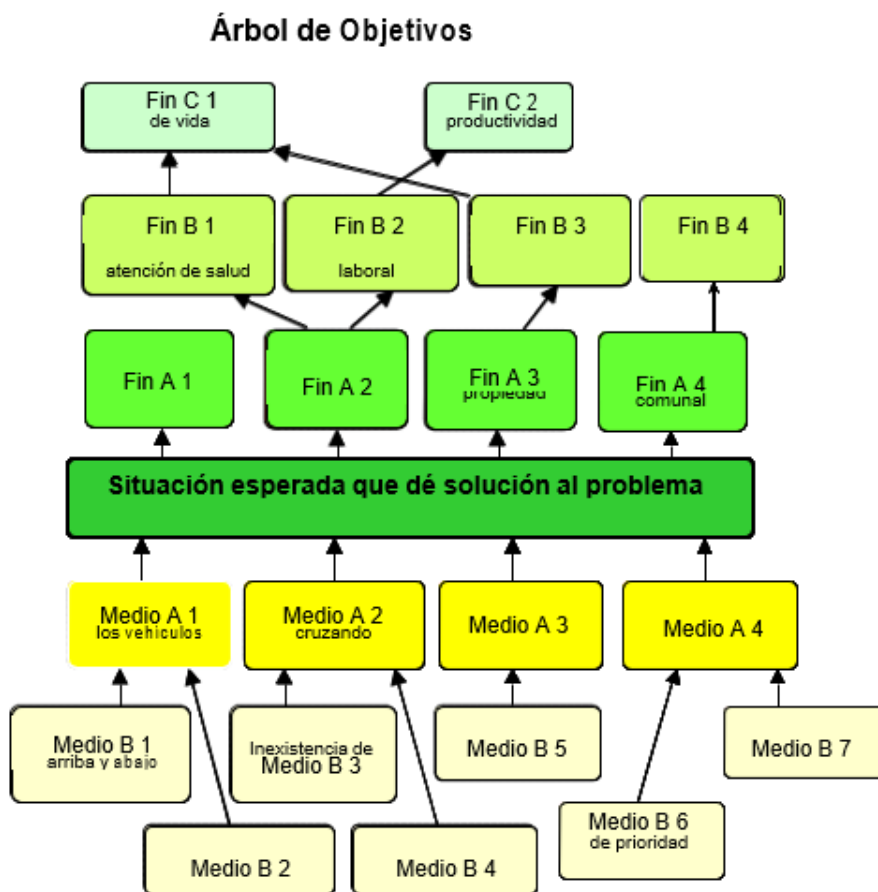 Árbol de Objetivos
Fin C 1
de vida
Fin C 2
productividad
Fin B 1
atención de salud
Fin B 2
laboral
Fin B 3
Fin B 4
Fin A 1
Fin A 2
Fin A 3
propiedad
Fin A 4
comunal
Situación esperada que dé solución al problema
Medio A 1
los vehiculos
Medio A 2
cruzando
Medio A 3
Medio A 4
Medio B 1
arriba y abajo
Inexistencia de
Medio B 3
Medio B 5
Medio B 7
Medio B 2
Medio B 4
Medio B 6
de prioridad